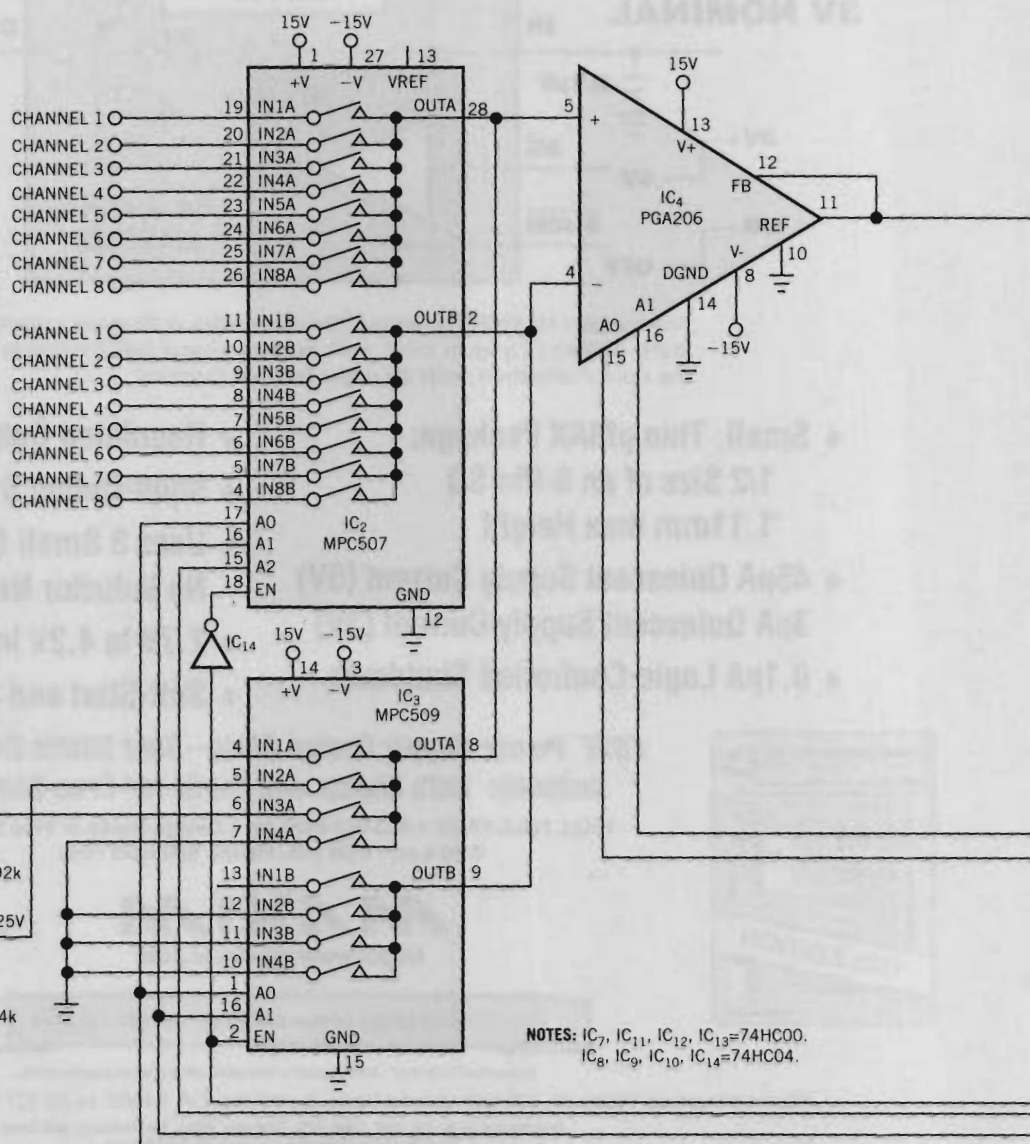 15V
−15V
1
27
13
+V
−V
VREF
CHANNEL 1
19
IN1A
OUTA
28
CHANNEL 2
20
IN2A
CHANNEL 3
21
IN3A
CHANNEL 4
22
IN4A
CHANNEL 5
23
IN5A
CHANNEL 6
24
IN6A
CHANNEL 7
25
IN7A
CHANNEL 8
26
IN8A
CHANNEL 1
11
IN1B
OUTB
2
CHANNEL 2
10
IN2B
CHANNEL 3
9
IN3B
CHANNEL 4
8
IN4B
CHANNEL 5
7
IN5B
CHANNEL 6
6
IN6B
CHANNEL 7
5
IN7B
CHANNEL 8
4
IN8B
17
A0
16
A1
15
A2
18
EN
IC2
MPC507
GND
12
15V
13
V+
5
+
12
FB
IC4
PGA206
11
VREF
10
4
−
V-
8
DGND
14
A1
16
A0
15
−15V
IC14
15V
−15V
14
3
+V
−V
IC3
MPC509
4
IN1A
OUTA
8
5
IN2A
6
IN3A
7
IN4A
13
IN1B
OUTB
9
12
IN2B
11
IN3B
10
IN4B
1
A0
16
A1
2
EN
GND
15
02k
25V
4k
NOTES: IC7, IC11, IC12, IC13=74HC00.
IC8, IC9, IC10, IC14=74HC04.